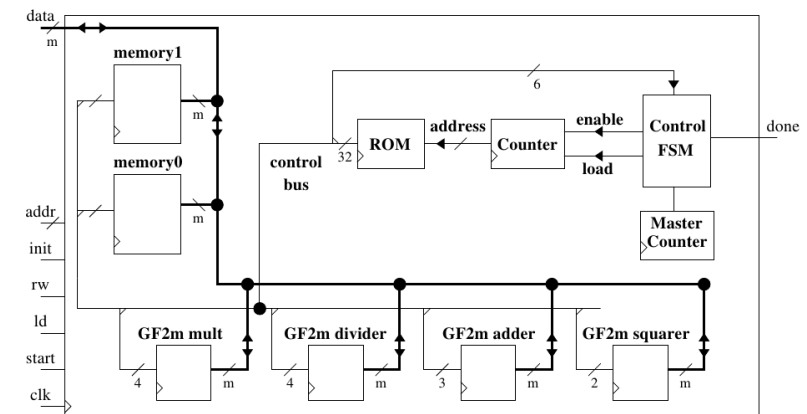 data
m
memory1
m
6
enable
Control
FSM
done
address
ROM
Counter
32
control
bus
load
memory0
m
addr
Master
Counter
init
rw
ld
GF2m mult
GF2m divider
GF2m adder
GF2m squarer
start
4
m
4
m
3
m
2
m
clk